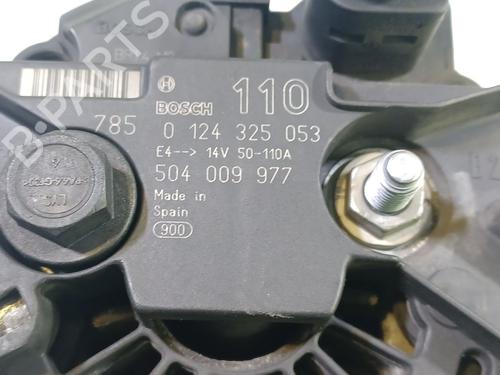 BOSCH 110
785 0 124 325 053
E4--> 14V 50-110A
504 009 977
Made in
Spain
900
B-Parts